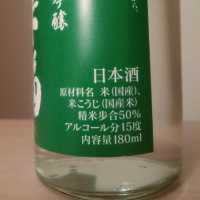 吟醸
日本酒
原材料名 米(国産)、
米こうじ(国産米)
精米歩合50%
アルコール分15度
内容量180ml